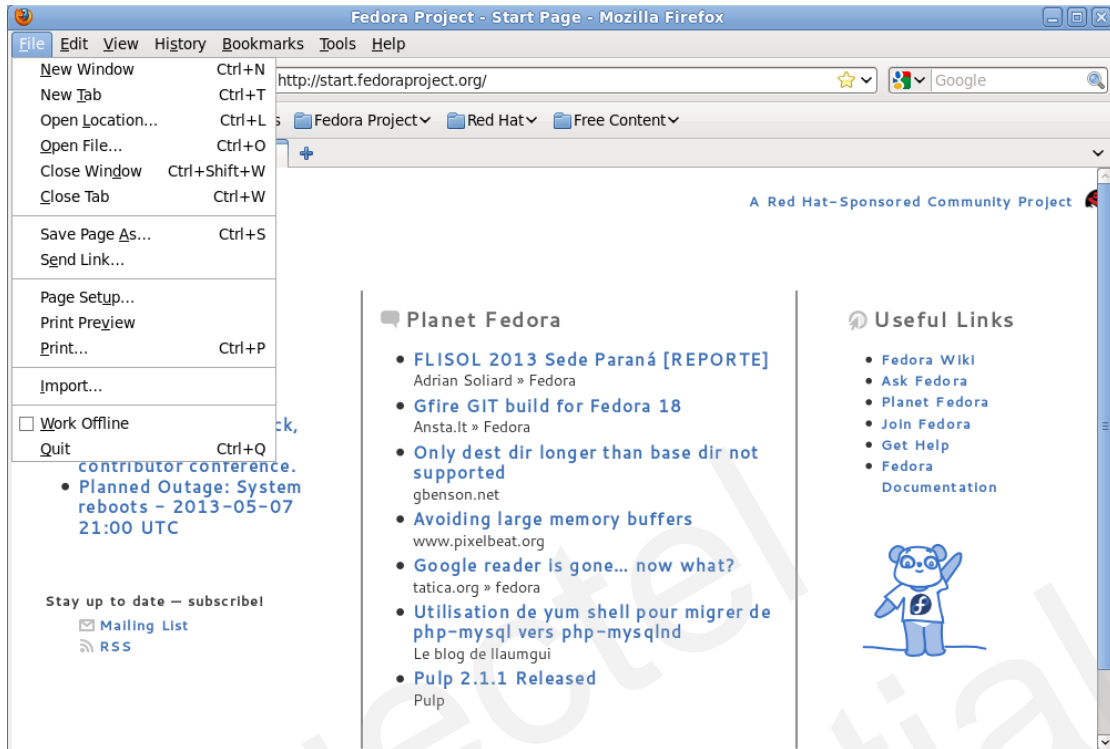 Fedora Project - Start Page - Mozilla Firefox
File Edit View History Bookmarks Tools Help
New Window Ctrl+N
New Tab Ctrl+T
Open Location... Ctrl+L
Open File... Ctrl+O
Close Window Ctrl+Shift+W
Close Tab Ctrl+W
Save Page As... Ctrl+S
Send Link...
Page Setup...
Print Preview
Print... Ctrl+P
Import...
Work Offline
Quit Ctrl+Q
http://start.fedoraproject.org/
Google
Fedora Project Red Hat Free Content
A Red Hat-Sponsored Community Project
contributor conference.
Planned Outage: System
reboots - 2013-05-07
21:00 UTC
Stay up to date — subscribe!
Mailing List
RSS
Planet Fedora
FLISOL 2013 Sede Paraná [REPORTE]
Adrian Soliard » Fedora
Gfire GIT build for Fedora 18
Ansta.lt » Fedora
Only dest dir longer than base dir not
supported
gbenson.net
Avoiding large memory buffers
www.pixelbeat.org
Google reader is gone... now what?
tatica.org » fedora
Utilisation de yum shell pour migrer de
php-mysql vers php-mysqlnd
Le blog de llaumgui
Pulp 2.1.1 Released
Pulp
Useful Links
Fedora Wiki
Ask Fedora
Planet Fedora
Join Fedora
Get Help
Fedora
Documentation